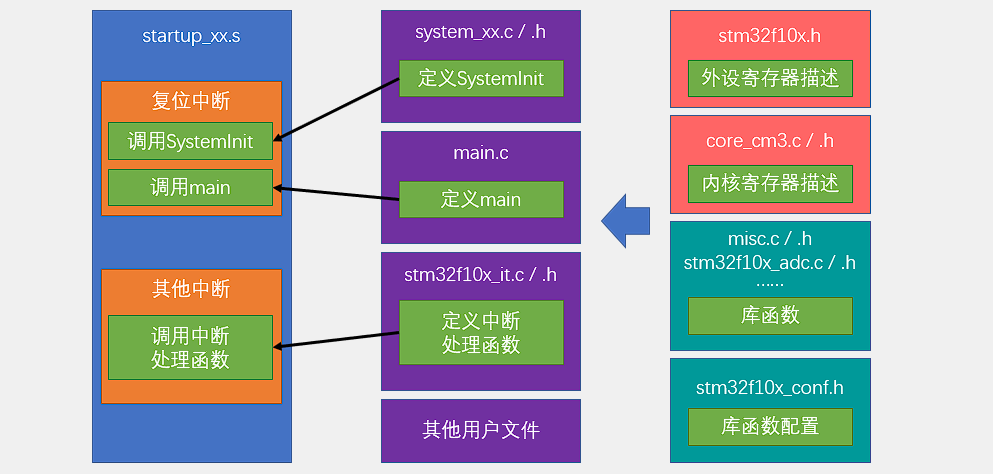 startup_xx.s
复位中断
调用SystemInit
调用main
其他中断
调用中断
处理函数
system_xx.c / .h
定义SystemInit
main.c
定义main
stm32f10x_it.c / .h
定义中断
处理函数
其他用户文件
stm32f10x.h
外设寄存器描述
core_cm3.c / .h
内核寄存器描述
misc.c / .h
stm32f10x_adc.c / .h
……
库函数
stm32f10x_conf.h
库函数配置